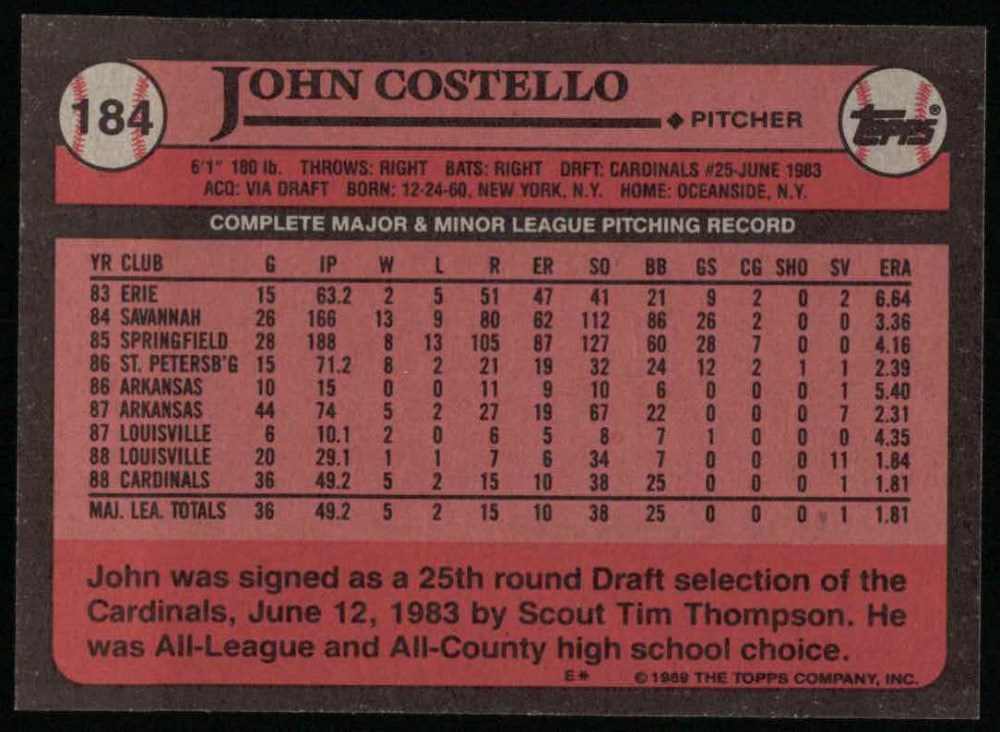 184
JOHN COSTELLO
◆ PITCHER
TOPPS®
6'1" 180 lb. THROWS: RIGHT BATS: RIGHT DRFT: CARDINALS #25-JUNE 1983
ACQ: VIA DRAFT BORN: 12-24-60, NEW YORK, N.Y. HOME: OCEANSIDE, N.Y.
COMPLETE MAJOR & MINOR LEAGUE PITCHING RECORD
YR CLUB G IP W L R ER SO BB GS CG SHO SV ERA
83 ERIE 15 63.2 2 5 51 47 41 21 9 2 0 2 6.64
84 SAVANNAH 26 166 13 9 80 62 112 86 26 2 0 0 3.36
85 SPRINGFIELD 28 188 8 13 105 87 127 60 28 7 0 0 4.16
86 ST. PETERSB'G 15 71.2 8 2 21 19 32 24 12 2 1 1 2.39
86 ARKANSAS 10 15 0 0 11 9 10 6 0 0 0 1 5.40
87 ARKANSAS 44 74 5 2 27 19 67 22 0 0 0 7 2.31
87 LOUISVILLE 6 10.1 2 0 6 5 8 7 1 0 0 0 4.35
88 LOUISVILLE 20 29.1 1 1 7 6 34 7 0 0 0 11 1.84
88 CARDINALS 36 49.2 5 2 15 10 38 25 0 0 0 1 1.81
MAJ. LEA. TOTALS 36 49.2 5 2 15 10 38 25 0 0 0 1 1.81
John was signed as a 25th round Draft selection of the
Cardinals, June 12, 1983 by Scout Tim Thompson. He
was All-League and All-County high school choice.
E* © 1989 THE TOPPS COMPANY, INC.